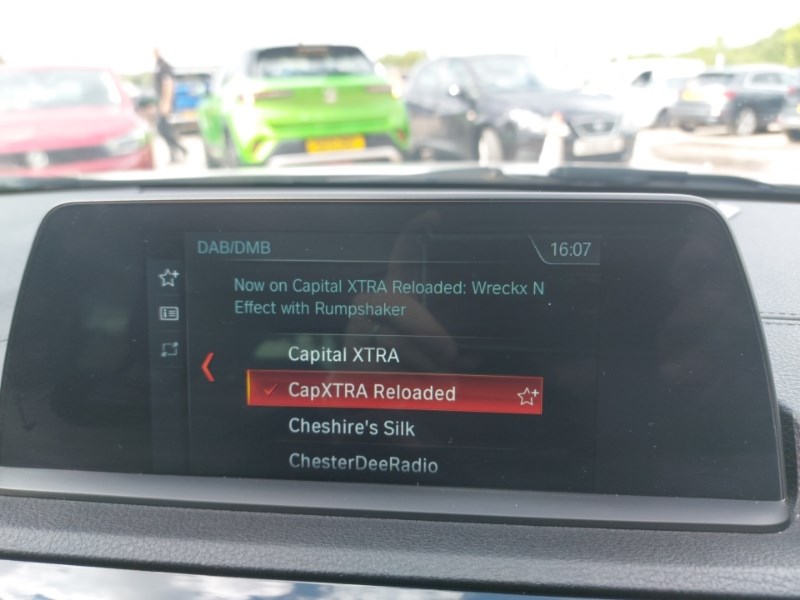 DAB/DMB
16:07
Now on Capital XTRA Reloaded: Wreckx N
Effect with Rumpshaker
Capital XTRA
CapXTRA Reloaded
Cheshire's Silk
ChesterDeeRadio